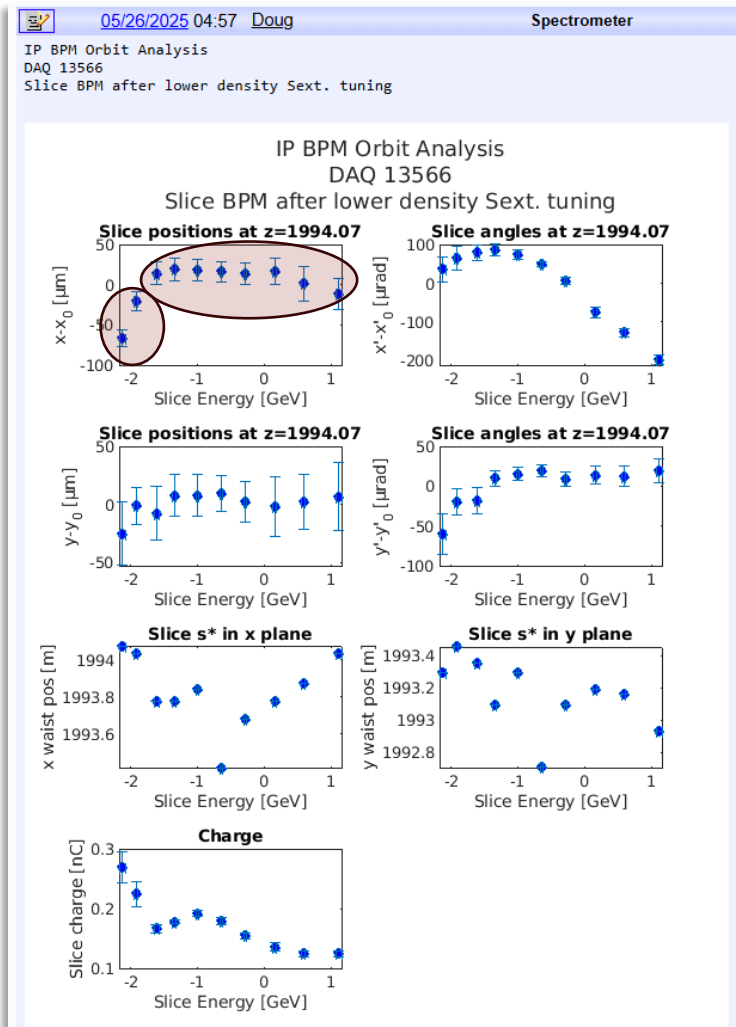 05/26/2025 04:57 Doug Spectrometer
IP BPM Orbit Analysis
DAQ 13566
Slice BPM after lower density Sext. tuning
IP BPM Orbit Analysis
DAQ 13566
Slice BPM after lower density Sext. tuning
Slice positions at z=1994.07
x-x₀ [µm]
50
0
-50
-100
-2 -1 0 1
Slice Energy [GeV]
Slice angles at z=1994.07
x'-x'₀ [µrad]
100
0
-100
-200
-2 -1 0 1
Slice Energy [GeV]
Slice positions at z=1994.07
y-y₀ [µm]
50
0
-50
-2 -1 0 1
Slice Energy [GeV]
Slice angles at z=1994.07
y'-y'₀ [µrad]
50
0
-50
-100
-2 -1 0 1
Slice Energy [GeV]
Slice s* in x plane
x waist pos [m]
1994
1993.8
1993.6
-2 -1 0 1
Slice Energy [GeV]
Slice s* in y plane
y waist pos [m]
1993.4
1993.2
1993
1992.8
-2 -1 0 1
Slice Energy [GeV]
Charge
Slice charge [nC]
0.3
0.2
0.1
-2 -1 0 1
Slice Energy [GeV]